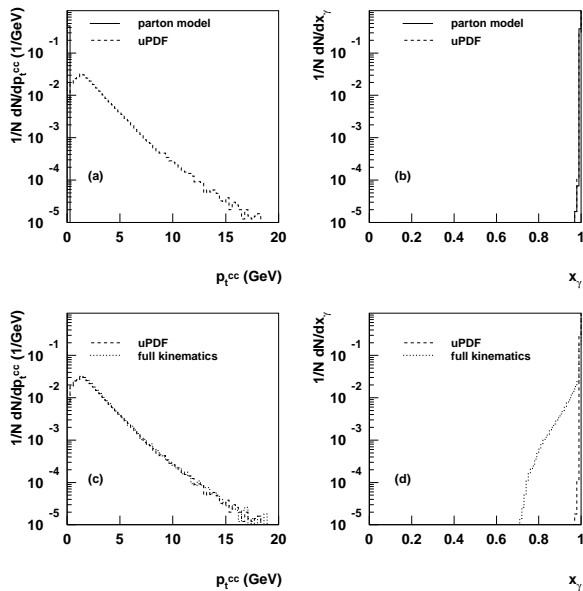 1/N dN/dp_t^cc (1/GeV)
parton model
uPDF
10 -1
10 -2
10 -3
10 -4
10 -5
(a)
0 5 10 15 20
p_t^cc (GeV)
1/N dN/dx_γ
parton model
uPDF
10 -1
10 -2
10 -3
10 -4
10 -5
(b)
0 0.2 0.4 0.6 0.8 1
x_γ
1/N dN/dp_t^cc (1/GeV)
uPDF
full kinematics
10 -1
10 -2
10 -3
10 -4
10 -5
(c)
0 5 10 15 20
p_t^cc (GeV)
1/N dN/dx_γ
uPDF
full kinematics
10 -1
10 -2
10 -3
10 -4
10 -5
(d)
0 0.2 0.4 0.6 0.8 1
x_γ